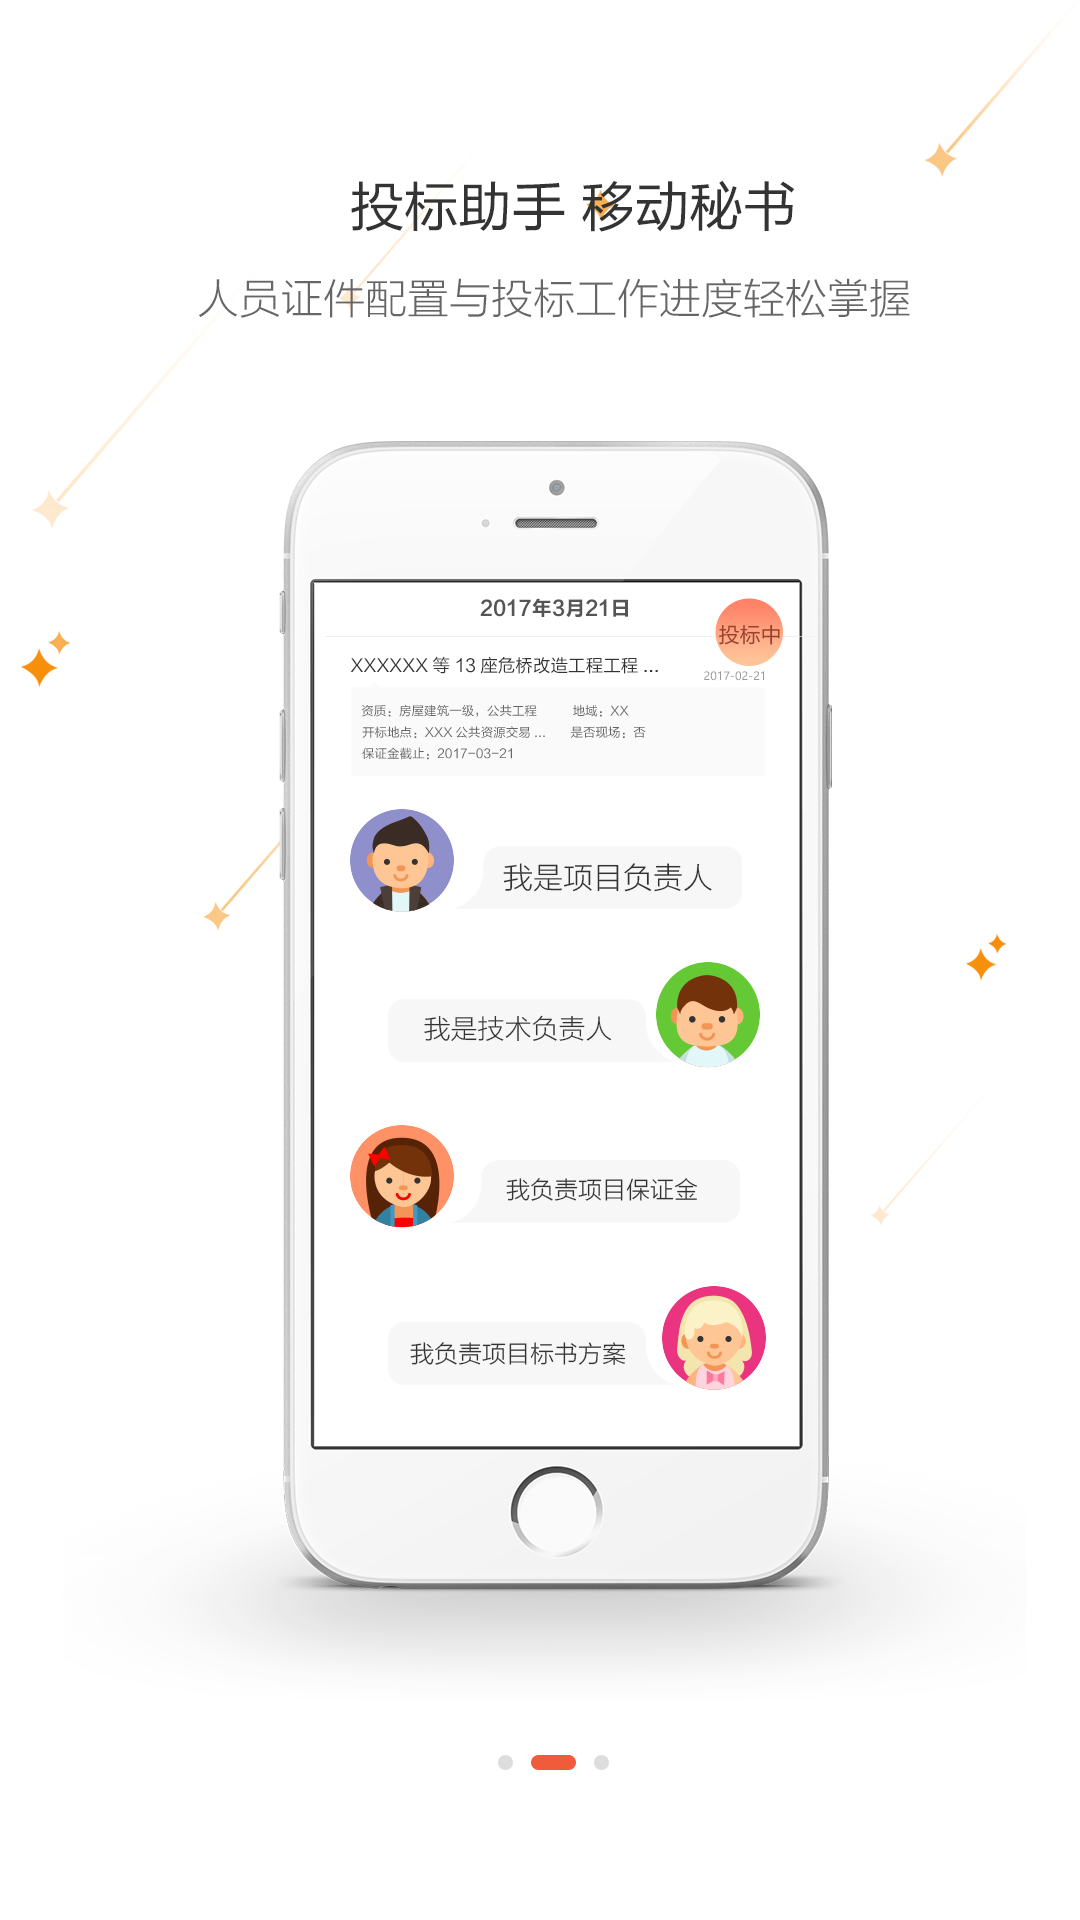 投标助手 移动秘书
人员证件配置与投标工作进度轻松掌握
2017年3月21日
投标中
XXXXXX 等 13 座危桥改造工程工程 ...
2017-02-21
资质：房屋建筑一级，公共工程 地域：XX
开标地点：XXX 公共资源交易 ... 是否现场：否
保证金截止：2017-03-21
我是项目负责人
我是技术负责人
我负责项目保证金
我负责项目标书方案